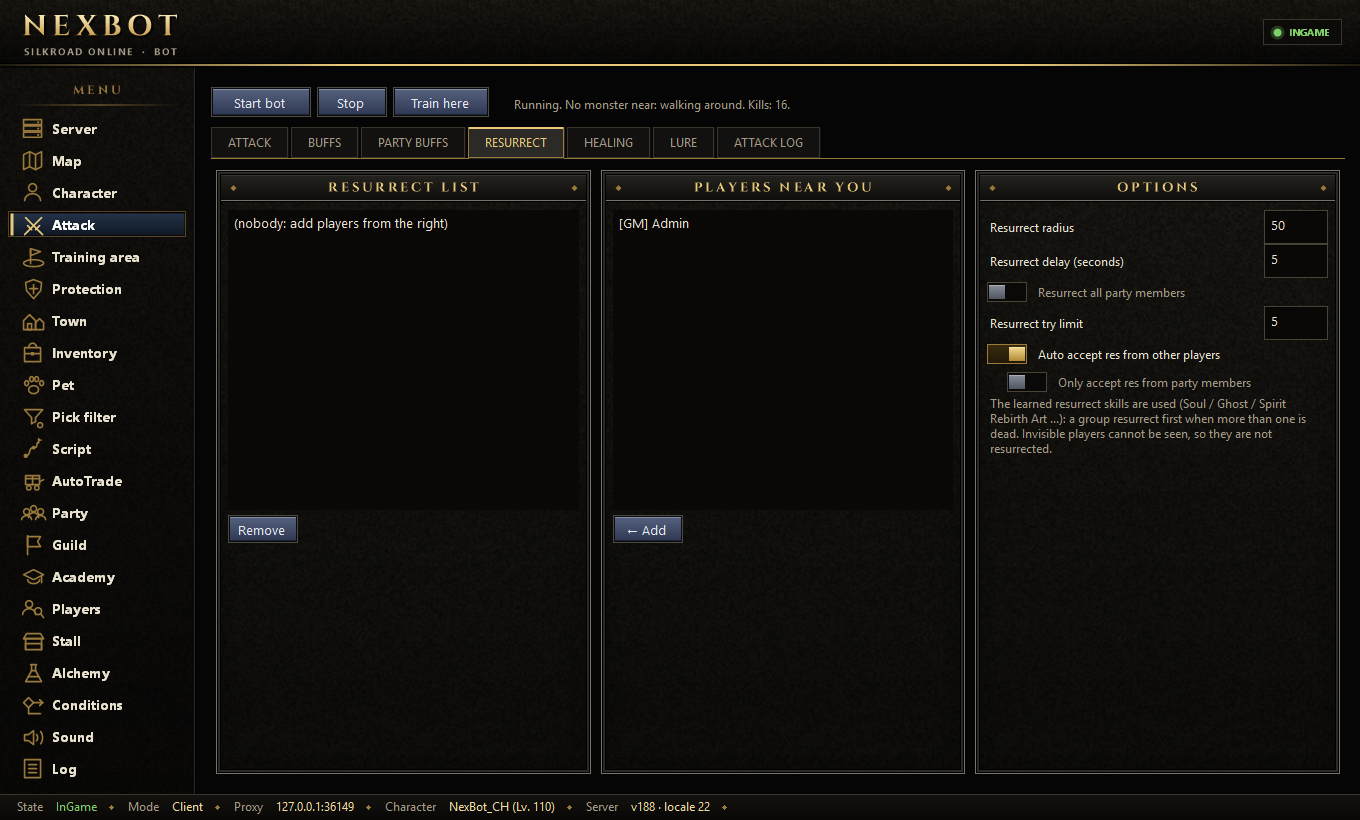 NEXBOT
SILKROAD ONLINE · BOT
INGAME
MENU
Server
Map
Character
Attack
Training area
Protection
Town
Inventory
Pet
Pick filter
Script
AutoTrade
Party
Guild
Academy
Players
Stall
Alchemy
Conditions
Sound
Log
Start bot
Stop
Train here
Running. No monster near: walking around. Kills: 16.
ATTACK
BUFFS
PARTY BUFFS
RESURRECT
HEALING
LURE
ATTACK LOG
RESURRECT LIST
(nobody: add players from the right)
Remove
PLAYERS NEAR YOU
[GM] Admin
← Add
OPTIONS
Resurrect radius
50
Resurrect delay (seconds)
5
Resurrect all party members
Resurrect try limit
5
Auto accept res from other players
Only accept res from party members
The learned resurrect skills are used (Soul / Ghost / Spirit
Rebirth Art ...): a group resurrect first when more than one is
dead. Invisible players cannot be seen, so they are not
resurrected.
State InGame Mode Client Proxy 127.0.0.1:36149 Character NexBot_CH (Lv. 110) Server v188 · locale 22